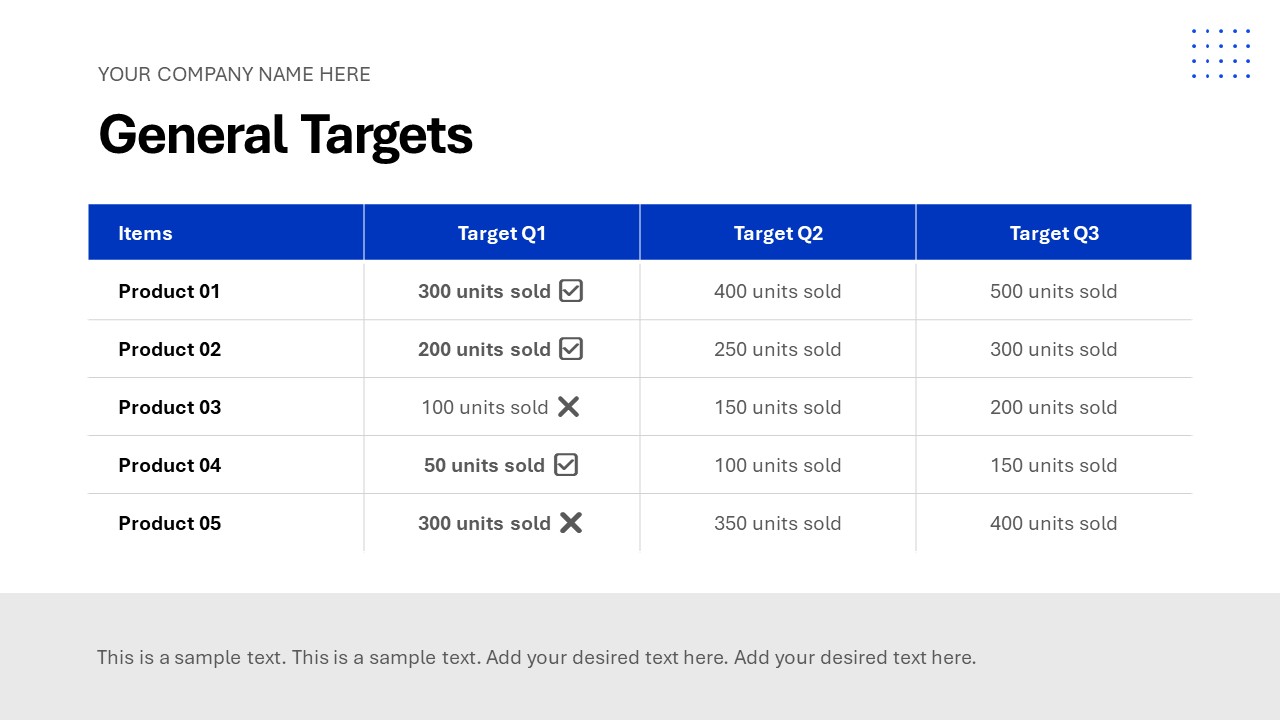 YOUR COMPANY NAME HERE
General Targets
Items Target Q1 Target Q2 Target Q3
Product 01 300 units sold ☑ 400 units sold 500 units sold
Product 02 200 units sold ☑ 250 units sold 300 units sold
Product 03 100 units sold ✖ 150 units sold 200 units sold
Product 04 50 units sold ☑ 100 units sold 150 units sold
Product 05 300 units sold ✖ 350 units sold 400 units sold
This is a sample text. This is a sample text. Add your desired text here. Add your desired text here.